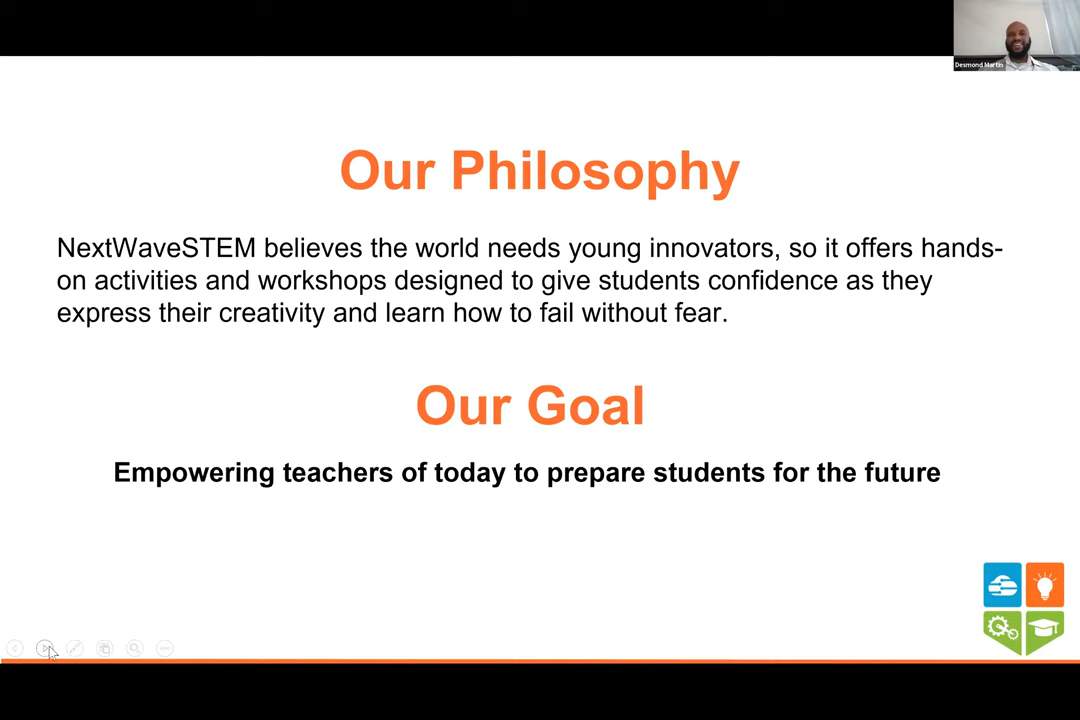 Desmond Martin
Our Philosophy
NextWaveSTEM believes the world needs young innovators, so it offers hands-
on activities and workshops designed to give students confidence as they
express their creativity and learn how to fail without fear.
Our Goal
Empowering teachers of today to prepare students for the future